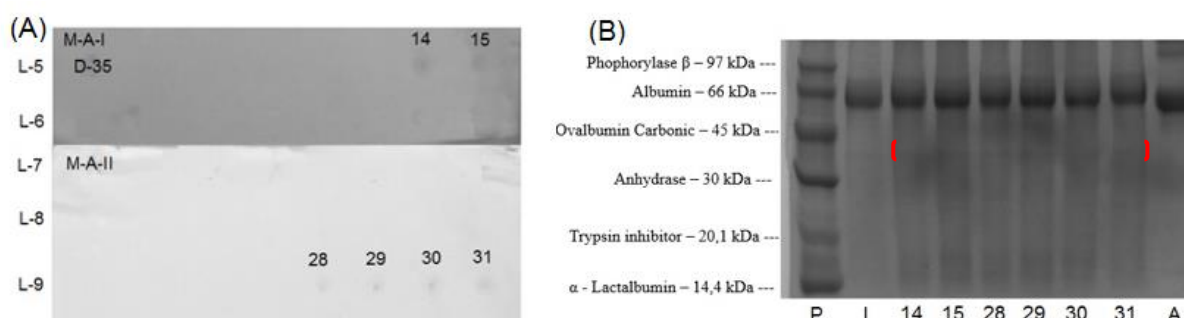 (A)
M-A-I
14 15
L-5 D-35
L-6
L-7 M-A-II
L-8
28 29 30 31
L-9
(B)
Phophorylase β – 97 kDa ---
Albumin – 66 kDa ---
Ovalbumin Carbonic – 45 kDa ---
Anhydrase – 30 kDa ---
Trypsin inhibitor – 20,1 kDa ---
α - Lactalbumin – 14,4 kDa ---
P I 14 15 28 29 30 31 A